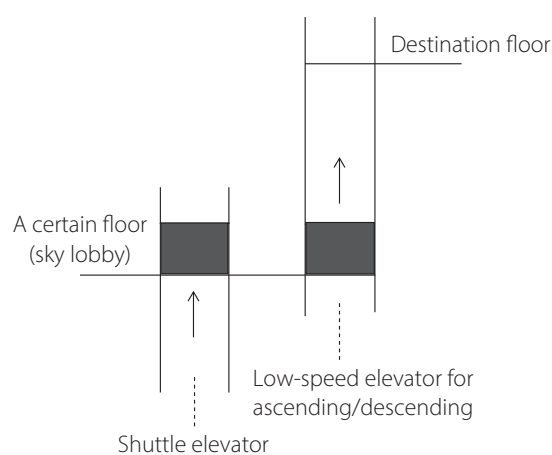 Destination floor
A certain floor
(sky lobby)
Low-speed elevator for
ascending/descending
Shuttle elevator